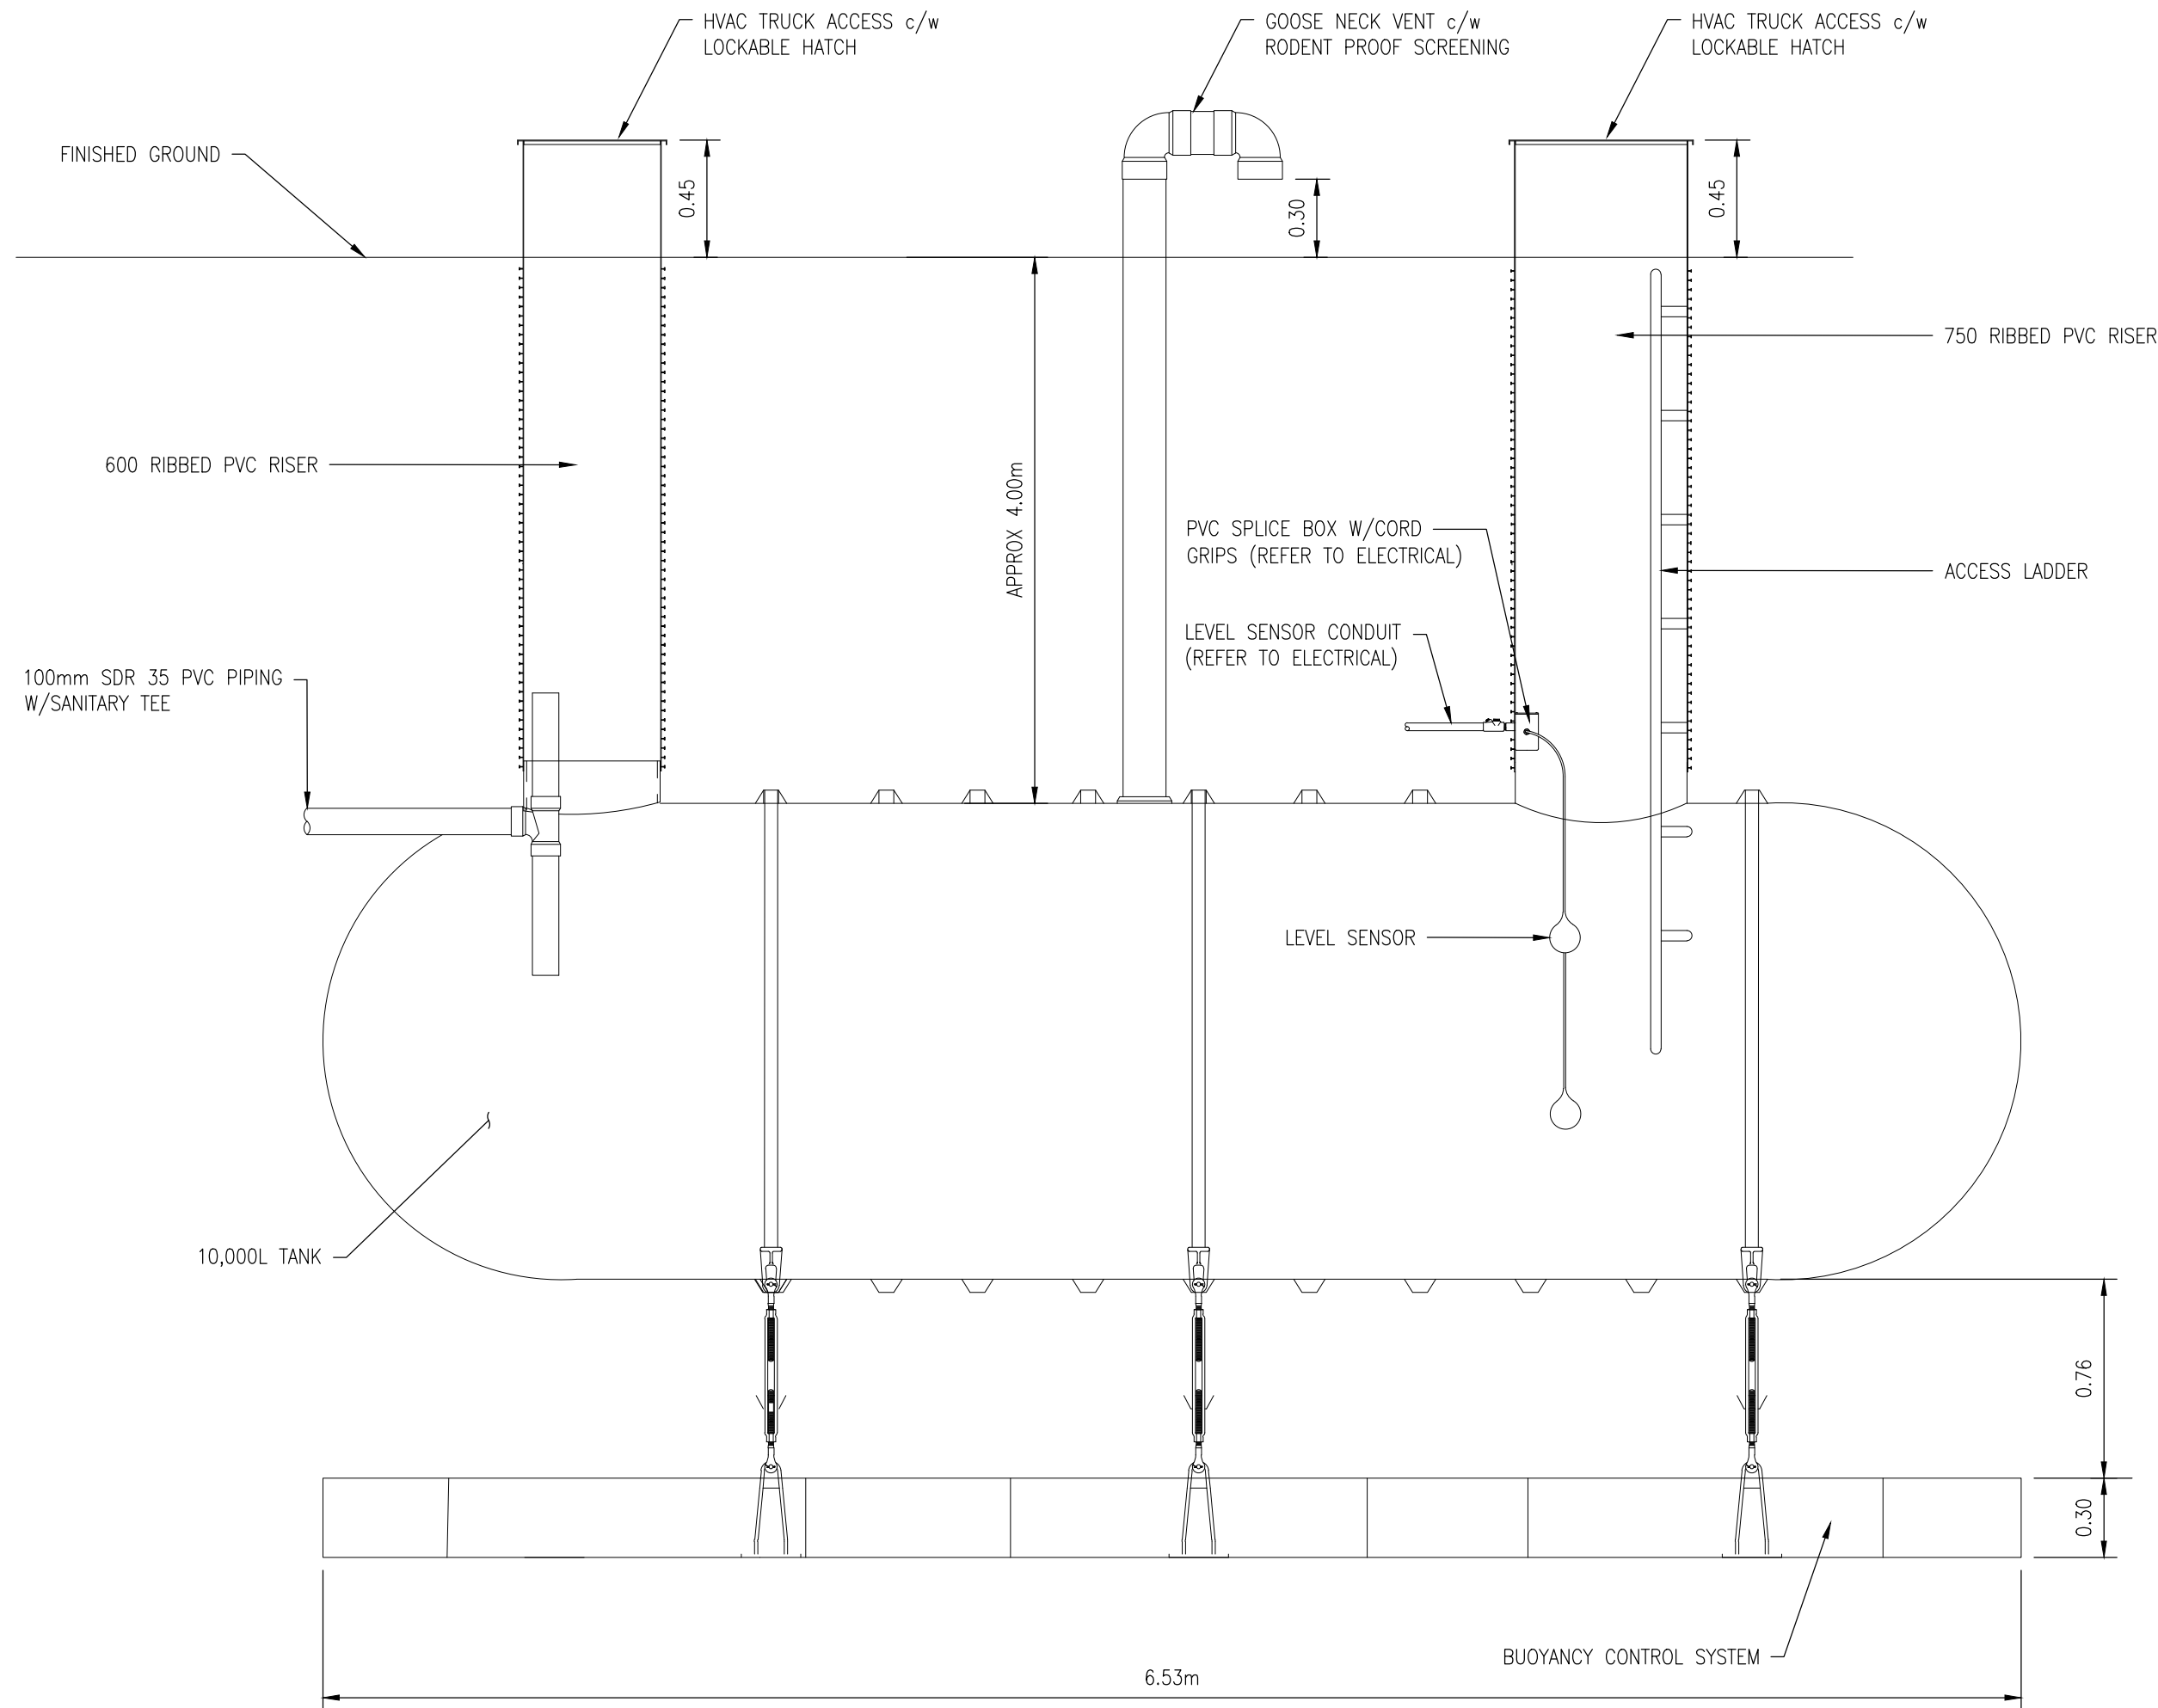 HVAC TRUCK ACCESS c/w
LOCKABLE HATCH
GOOSE NECK VENT c/w
RODENT PROOF SCREENING
HVAC TRUCK ACCESS c/w
LOCKABLE HATCH
FINISHED GROUND
0.45
0.30
0.45
750 RIBBED PVC RISER
600 RIBBED PVC RISER
APPROX 4.00m
PVC SPLICE BOX W/CORD
GRIPS (REFER TO ELECTRICAL)
ACCESS LADDER
LEVEL SENSOR CONDUIT
(REFER TO ELECTRICAL)
100mm SDR 35 PVC PIPING
W/SANITARY TEE
LEVEL SENSOR
10,000L TANK
0.76
0.30
BUOYANCY CONTROL SYSTEM
6.53m